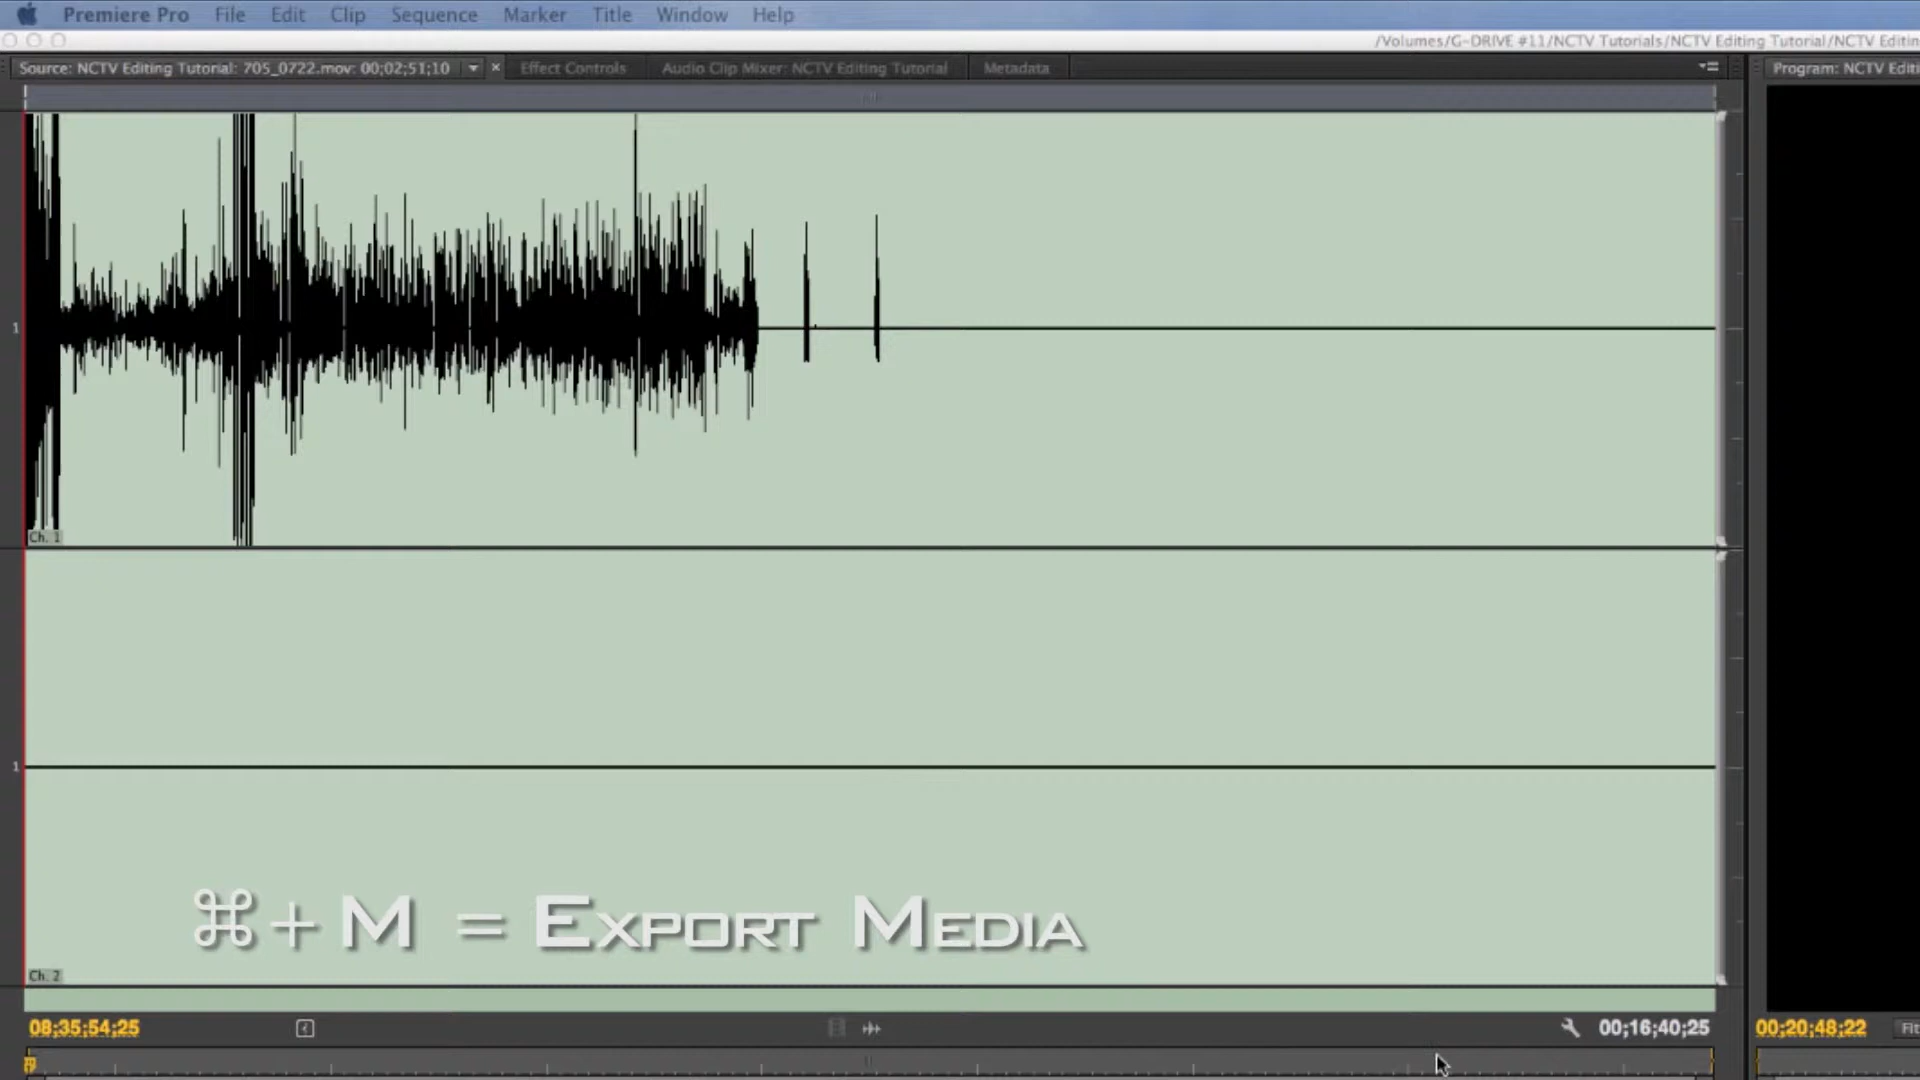 Premiere Pro File Edit Clip Sequence Marker Title Window Help
/Volumes/G-DRIVE #11/NCTV Tutorials/NCTV Editing Tutorial/NCTV Editin
Source: NCTV Editing Tutorial: 705_0722.mov: 00;02;51;10 Effect Controls Audio Clip Mixer: NCTV Editing Tutorial Metadata Program: NCTV Editi
1
Ch. 1
1
⌘ + M = Export Media
Ch. 2
08;35;54;25 00;16;40;25 00;20;48;22 Fit